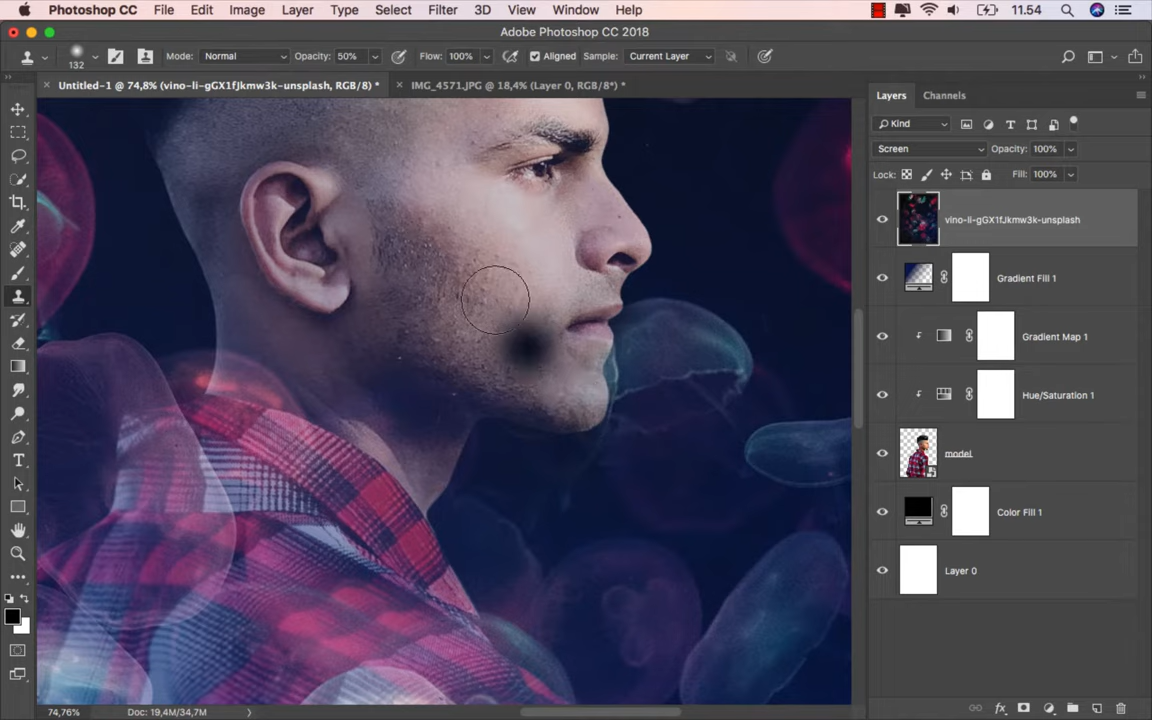 Photoshop CC File Edit Image Layer Type Select Filter 3D View Window Help 11.54
Adobe Photoshop CC 2018
132 Mode: Normal Opacity: 50% Flow: 100% Aligned Sample: Current Layer
Untitled-1 @ 74,8% (vino-li-gGX1fJkmw3k-unsplash, RGB/8) * IMG_4571.JPG @ 18,4% (Layer 0, RGB/8*) *
Layers Channels
Kind
Screen Opacity: 100%
Lock: Fill: 100%
vino-li-gGX1fJkmw3k-unsplash
Gradient Fill 1
Gradient Map 1
Hue/Saturation 1
model
Color Fill 1
Layer 0
74,76% Doc: 19,4M/34,7M